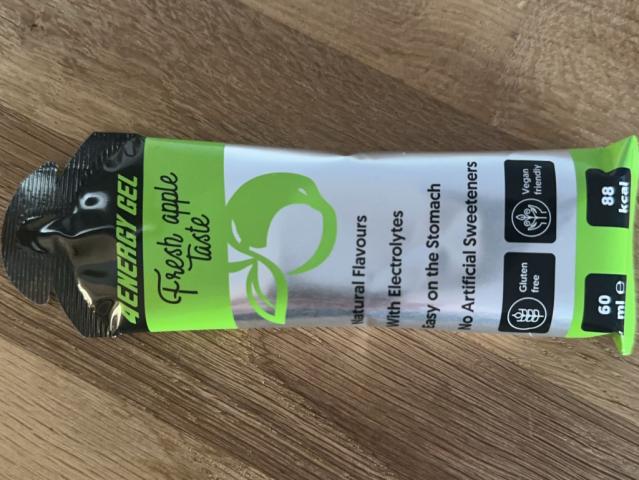 4ENERGY GEL
Fresh apple
Taste
Natural Flavours
With Electrolytes
Easy on the Stomach
No Artificial Sweeteners
Gluten
free
Vegan
friendly
60
ml e
88
kcal